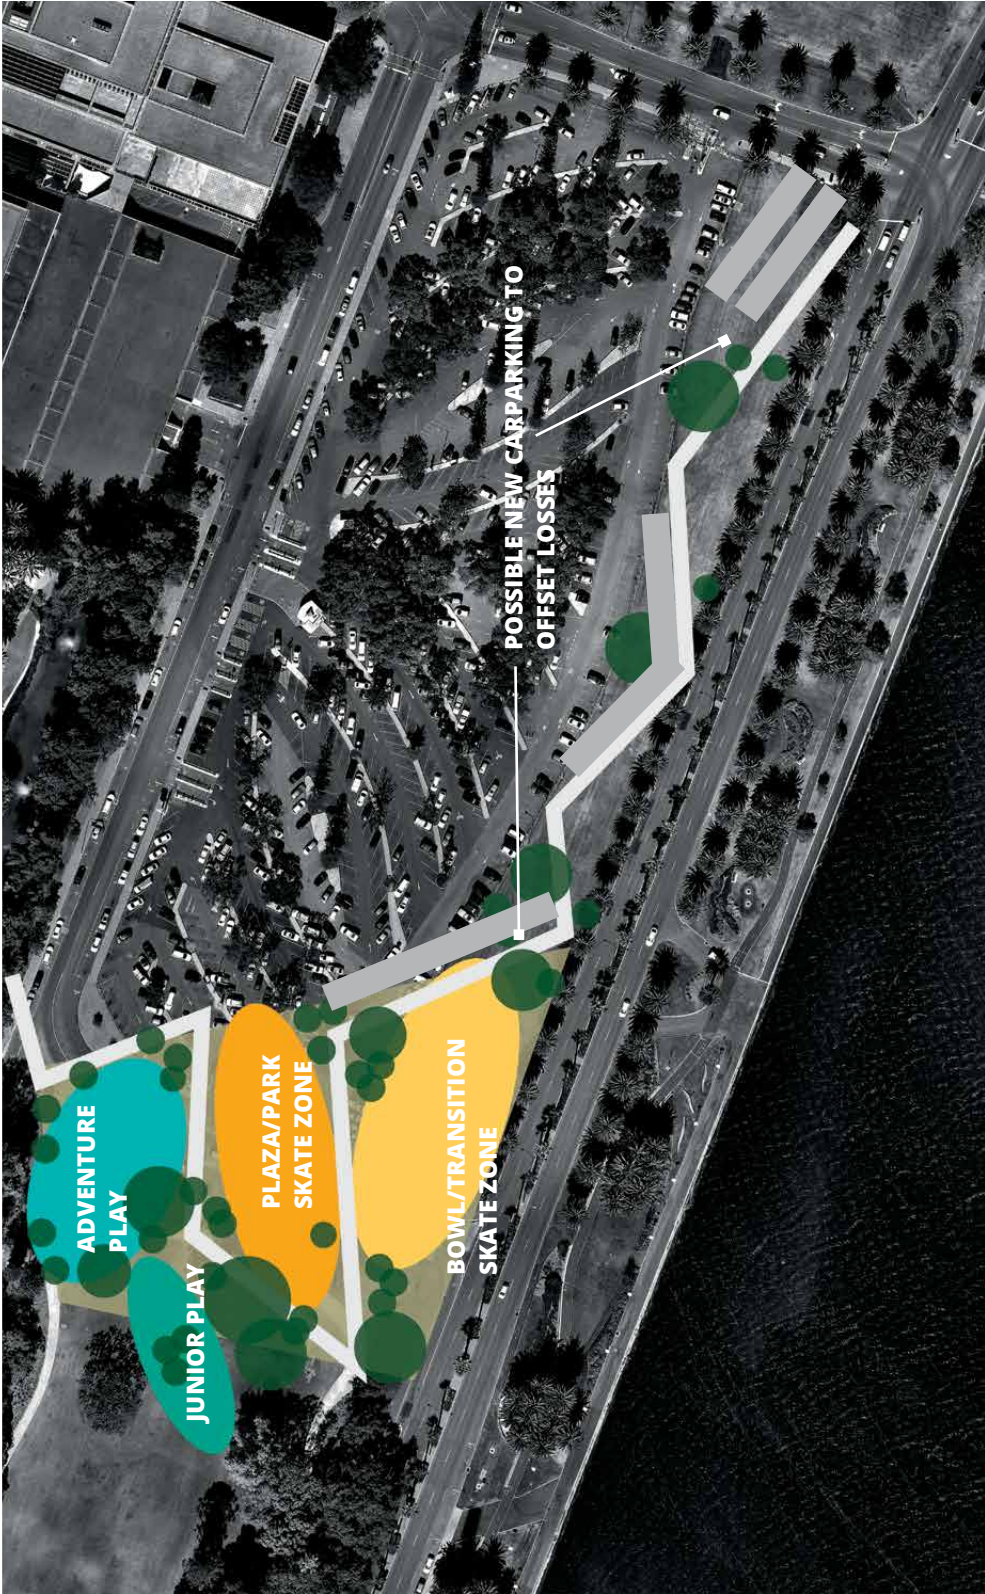 POSSIBLE NEW CARPARKING TO
OFFSET LOSSES
ADVENTURE
PLAY
PLAZA/PARK
SKATE ZONE
BOWL/TRANSITION
SKATE ZONE
JUNIOR PLAY